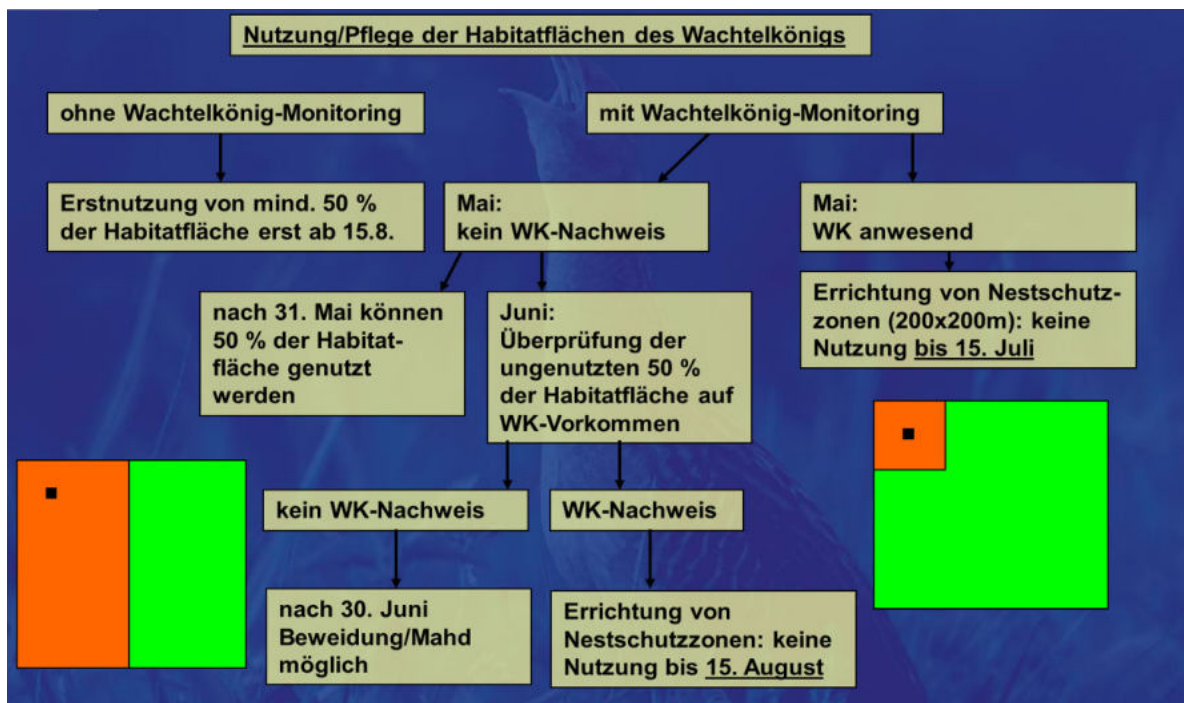 Nutzung/Pflege der Habitatflächen des Wachtelkönigs
ohne Wachtelkönig-Monitoring
mit Wachtelkönig-Monitoring
Erstnutzung von mind. 50 %
der Habitatfläche erst ab 15.8.
Mai:
kein WK-Nachweis
Mai:
WK anwesend
nach 31. Mai können
50 % der Habitat-
fläche genutzt
werden
Juni:
Überprüfung der
ungenutzten 50 %
der Habitatfläche auf
WK-Vorkommen
Errichtung von Nestschutz-
zonen (200x200m): keine
Nutzung bis 15. Juli
kein WK-Nachweis
WK-Nachweis
nach 30. Juni
Beweidung/Mahd
möglich
Errichtung von
Nestschutzzonen: keine
Nutzung bis 15. August